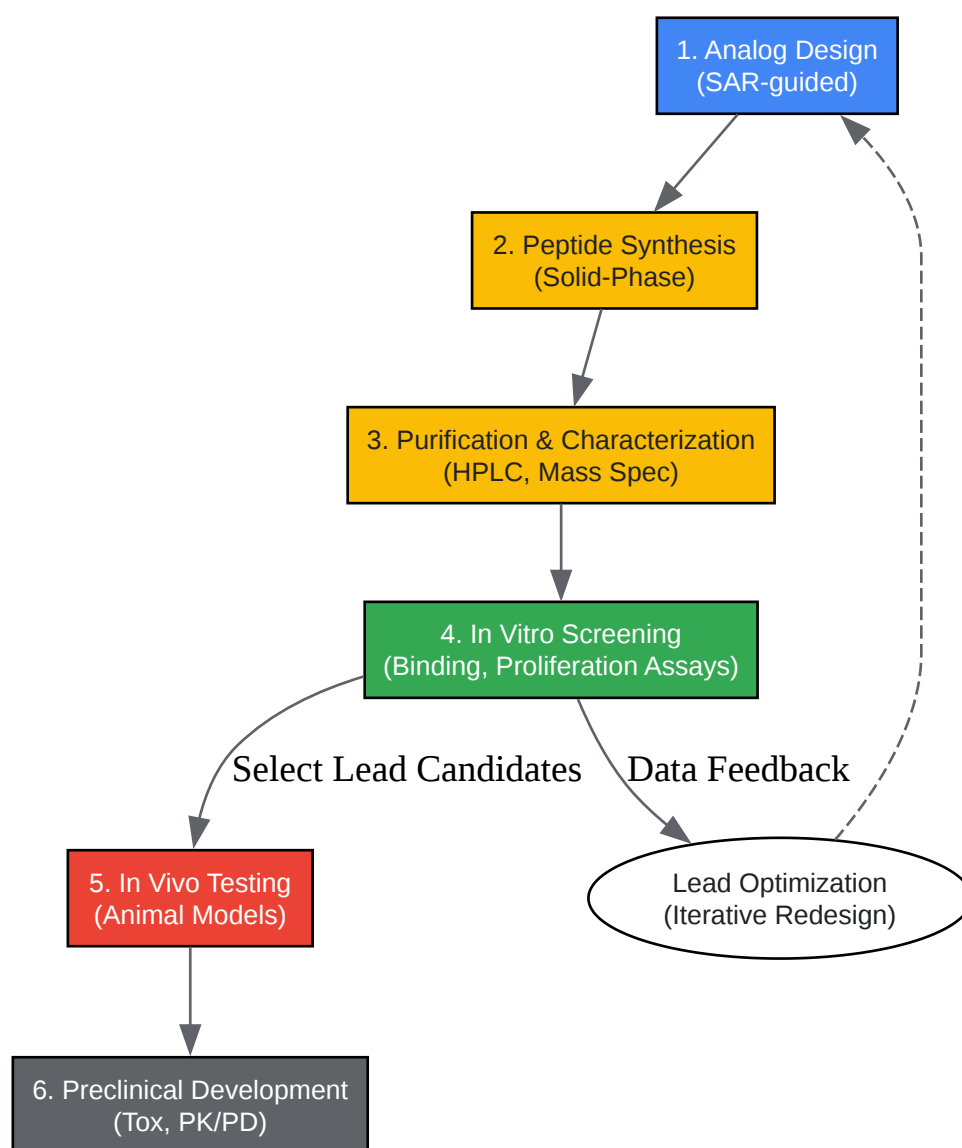 1. Analog Design
(SAR-guided)
2. Peptide Synthesis
(Solid-Phase)
3. Purification & Characterization
(HPLC, Mass Spec)
4. In Vitro Screening
(Binding, Proliferation Assays)
Select Lead Candidates
Data Feedback
5. In Vivo Testing
(Animal Models)
Lead Optimization
(Iterative Redesign)
6. Preclinical Development
(Tox, PK/PD)